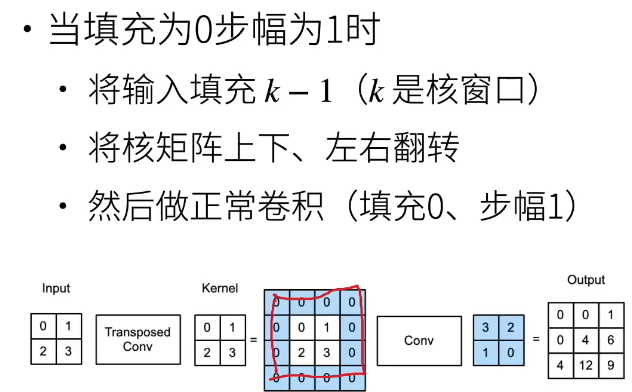 • 当填充为0步幅为1时
• 将输入填充 k − 1（k 是核窗口）
• 将核矩阵上下、左右翻转
• 然后做正常卷积（填充0、步幅1）
Input Kernel Output
0 0 0 0 0 0 1
0 1 Transposed 0 1 0 0 1 0 3 2 0 4 6
2 3 Conv 2 3 = 0 2 3 0 Conv 1 0 = 4 12 9
0 0 0 0